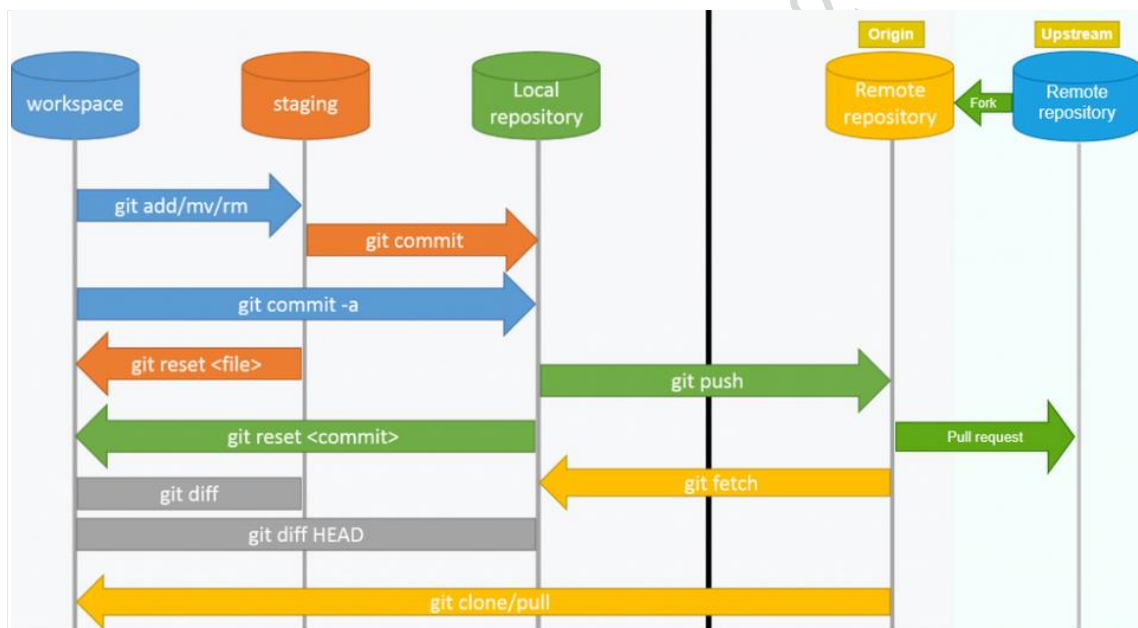 Origin
Upstream
workspace
staging
Local
repository
Remote
repository
Fork
Remote
repository
git add/mv/rm
git commit
git commit -a
git reset <file>
git push
git reset <commit>
Pull request
git diff
git fetch
git diff HEAD
git clone/pull